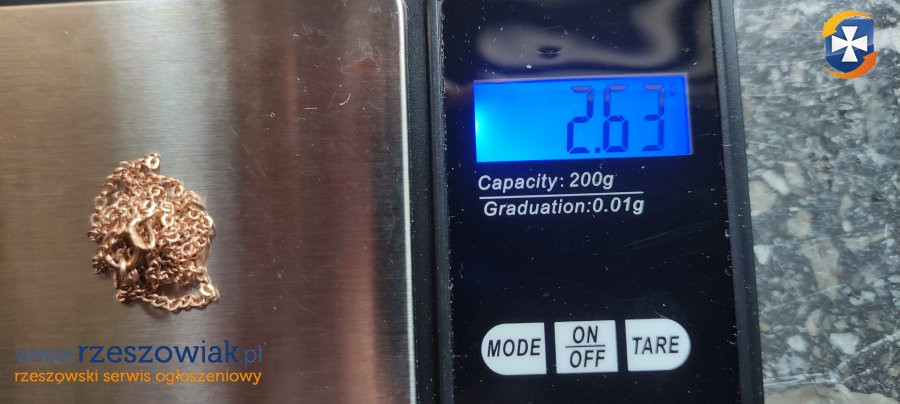 2.63
Capacity: 200g
Graduation:0.01g
MODE
ON
OFF
TARE
www.rzeszowiak.pl
rzeszowski serwis ogłoszeniowy